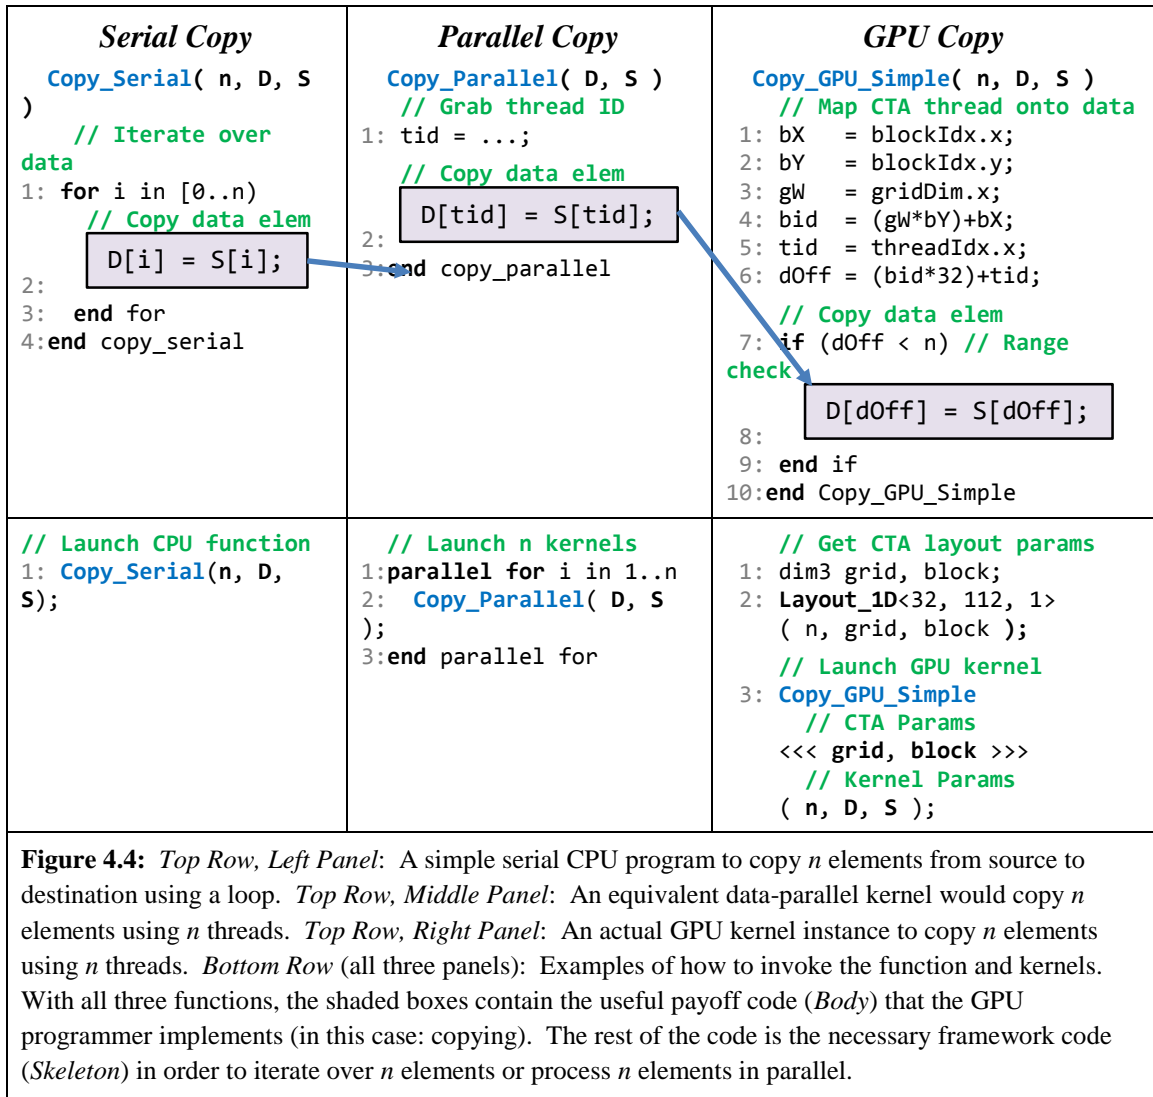 Serial Copy
Copy_Serial( n, D, S
)
// Iterate over
data
1: for i in [0..n)
// Copy data elem
D[i] = S[i];
2:
3: end for
4:end copy_serial
Parallel Copy
Copy_Parallel( D, S )
// Grab thread ID
1: tid = ...;
// Copy data elem
D[tid] = S[tid];
2:
3:end copy_parallel
GPU Copy
Copy_GPU_Simple( n, D, S )
// Map CTA thread onto data
1: bX = blockIdx.x;
2: bY = blockIdx.y;
3: gW = gridDim.x;
4: bid = (gW*bY)+bX;
5: tid = threadIdx.x;
6: dOff = (bid*32)+tid;
// Copy data elem
7: if (dOff < n) // Range
check
D[dOff] = S[dOff];
8:
9: end if
10:end Copy_GPU_Simple
// Launch CPU function
1: Copy_Serial(n, D,
S);
// Launch n kernels
1:parallel for i in 1..n
2: Copy_Parallel( D, S
);
3:end parallel for
// Get CTA layout params
1: dim3 grid, block;
2: Layout_1D<32, 112, 1>
( n, grid, block );
// Launch GPU kernel
3: Copy_GPU_Simple
// CTA Params
<<< grid, block >>>
// Kernel Params
( n, D, S );
Figure 4.4: Top Row, Left Panel: A simple serial CPU program to copy n elements from source to
destination using a loop. Top Row, Middle Panel: An equivalent data-parallel kernel would copy n
elements using n threads. Top Row, Right Panel: An actual GPU kernel instance to copy n elements
using n threads. Bottom Row (all three panels): Examples of how to invoke the function and kernels.
With all three functions, the shaded boxes contain the useful payoff code (Body) that the GPU
programmer implements (in this case: copying). The rest of the code is the necessary framework code
(Skeleton) in order to iterate over n elements or process n elements in parallel.